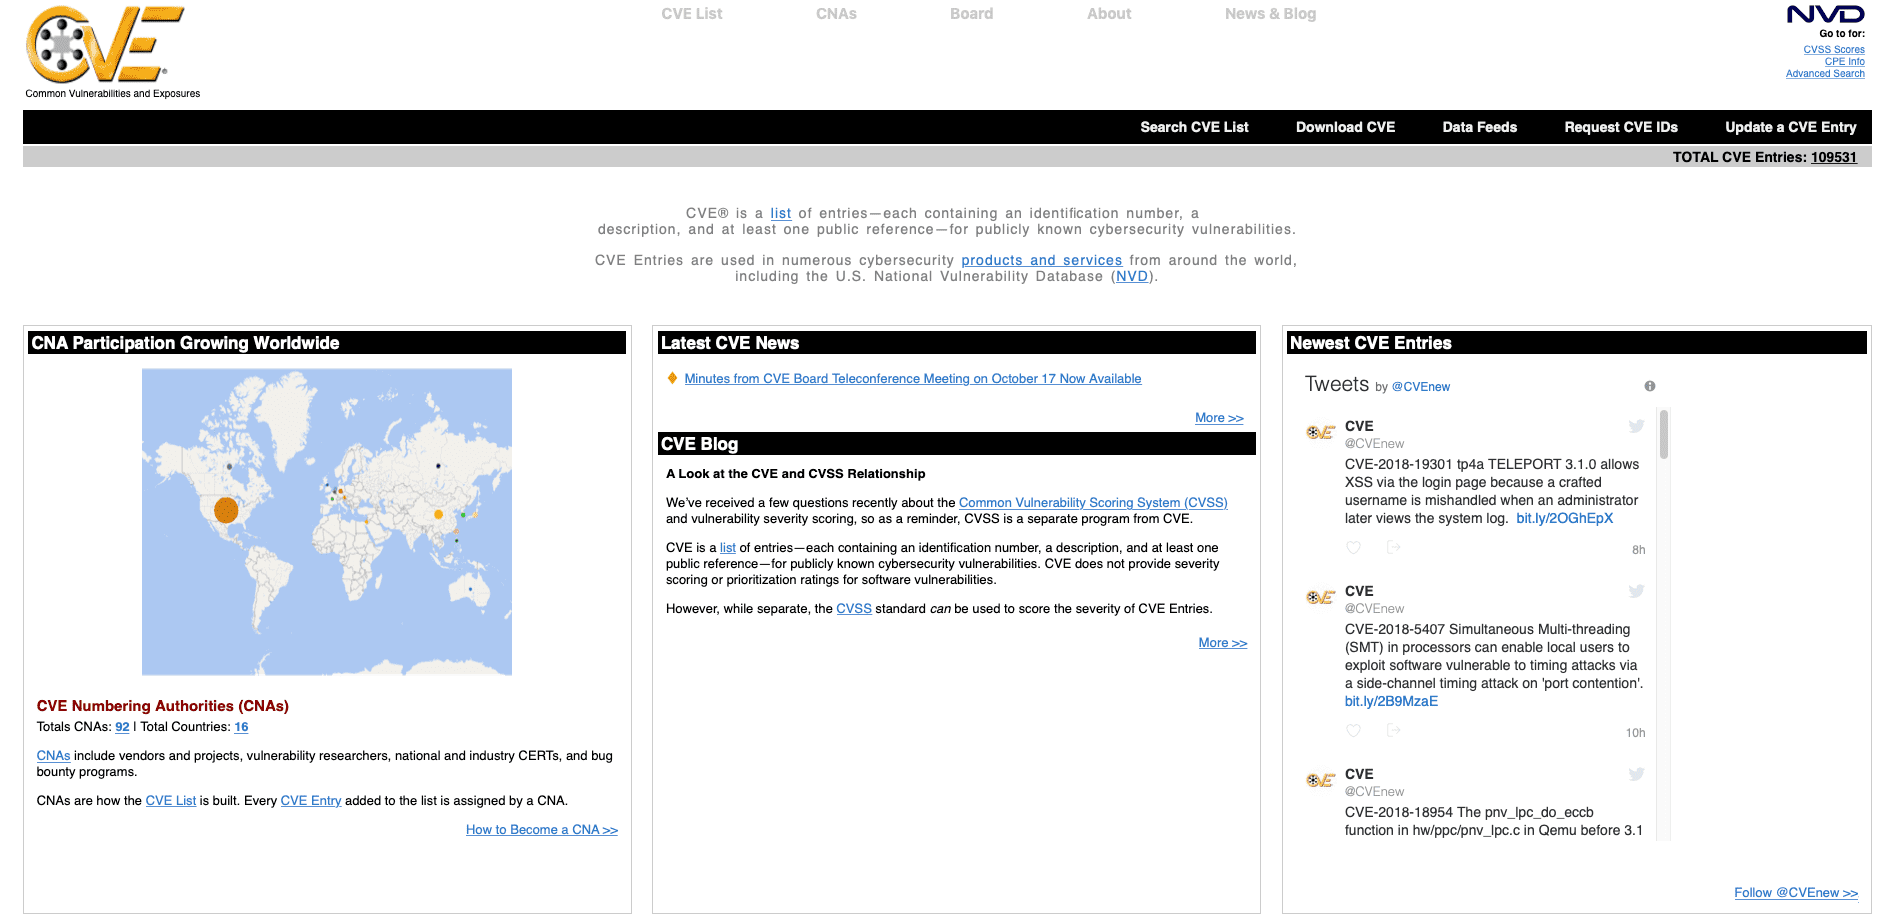 CVE
Common Vulnerabilities and Exposures
CVE List
CNAs
Board
About
News & Blog
NVD
Go to for:
CVSS Scores
CPE Info
Advanced Search
Search CVE List
Download CVE
Data Feeds
Request CVE IDs
Update a CVE Entry
TOTAL CVE Entries: 109531
CVE® is a list of entries—each containing an identification number, a
description, and at least one public reference—for publicly known cybersecurity vulnerabilities.
CVE Entries are used in numerous cybersecurity products and services from around the world,
including the U.S. National Vulnerability Database (NVD).
CNA Participation Growing Worldwide
CVE Numbering Authorities (CNAs)
Totals CNAs: 92 | Total Countries: 16
CNAs include vendors and projects, vulnerability researchers, national and industry CERTs, and bug
bounty programs.
CNAs are how the CVE List is built. Every CVE Entry added to the list is assigned by a CNA.
How to Become a CNA >>
Latest CVE News
Minutes from CVE Board Teleconference Meeting on October 17 Now Available
More >>
CVE Blog
A Look at the CVE and CVSS Relationship
We've received a few questions recently about the Common Vulnerability Scoring System (CVSS)
and vulnerability severity scoring, so as a reminder, CVSS is a separate program from CVE.
CVE is a list of entries—each containing an identification number, a description, and at least one
public reference—for publicly known cybersecurity vulnerabilities. CVE does not provide severity
scoring or prioritization ratings for software vulnerabilities.
However, while separate, the CVSS standard can be used to score the severity of CVE Entries.
More >>
Newest CVE Entries
Tweets by @CVEnew
CVE
@CVEnew
CVE-2018-19301 tp4a TELEPORT 3.1.0 allows
XSS via the login page because a crafted
username is mishandled when an administrator
later views the system log. bit.ly/2OGhEpX
8h
CVE
@CVEnew
CVE-2018-5407 Simultaneous Multi-threading
(SMT) in processors can enable local users to
exploit software vulnerable to timing attacks via
a side-channel timing attack on 'port contention'.
bit.ly/2B9MzaE
10h
CVE
@CVEnew
CVE-2018-18954 The pnv_lpc_do_eccb
function in hw/ppc/pnv_lpc.c in Qemu before 3.1
Follow @CVEnew >>